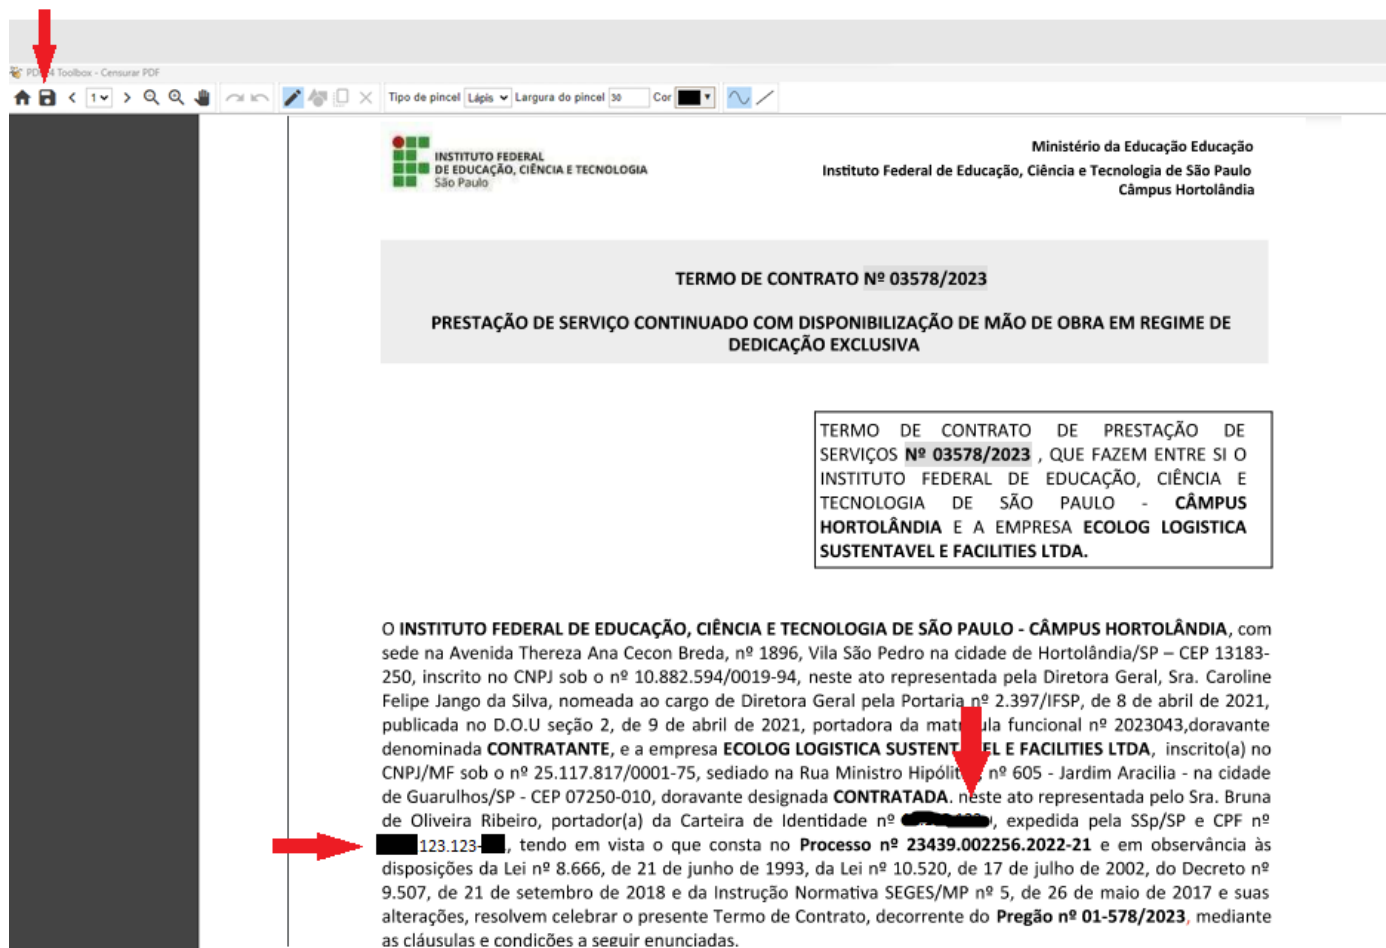 PDF24 Toolbox - Censurar PDF
1
Tipo de pincel Lápis Largura do pincel 30 Cor
INSTITUTO FEDERAL
DE EDUCAÇÃO, CIÊNCIA E TECNOLOGIA
São Paulo
Ministério da Educação Educação
Instituto Federal de Educação, Ciência e Tecnologia de São Paulo
Câmpus Hortolândia
TERMO DE CONTRATO Nº 03578/2023
PRESTAÇÃO DE SERVIÇO CONTINUADO COM DISPONIBILIZAÇÃO DE MÃO DE OBRA EM REGIME DE
DEDICAÇÃO EXCLUSIVA
TERMO DE CONTRATO DE PRESTAÇÃO DE
SERVIÇOS Nº 03578/2023 , QUE FAZEM ENTRE SI O
INSTITUTO FEDERAL DE EDUCAÇÃO, CIÊNCIA E
TECNOLOGIA DE SÃO PAULO - CÂMPUS
HORTOLÂNDIA E A EMPRESA ECOLOG LOGISTICA
SUSTENTAVEL E FACILITIES LTDA.
O INSTITUTO FEDERAL DE EDUCAÇÃO, CIÊNCIA E TECNOLOGIA DE SÃO PAULO - CÂMPUS HORTOLÂNDIA, com
sede na Avenida Thereza Ana Cecon Breda, nº 1896, Vila São Pedro na cidade de Hortolândia/SP – CEP 13183-
250, inscrito no CNPJ sob o nº 10.882.594/0019-94, neste ato representada pela Diretora Geral, Sra. Caroline
Felipe Jango da Silva, nomeada ao cargo de Diretora Geral pela Portaria nº 2.397/IFSP, de 8 de abril de 2021,
publicada no D.O.U seção 2, de 9 de abril de 2021, portadora da matrícula funcional nº 2023043,doravante
denominada CONTRATANTE, e a empresa ECOLOG LOGISTICA SUSTENTAVEL E FACILITIES LTDA, inscrito(a) no
CNPJ/MF sob o nº 25.117.817/0001-75, sediado na Rua Ministro Hipólito, nº 605 - Jardim Aracilia - na cidade
de Guarulhos/SP - CEP 07250-010, doravante designada CONTRATADA. neste ato representada pelo Sra. Bruna
de Oliveira Ribeiro, portador(a) da Carteira de Identidade nº , expedida pela SSp/SP e CPF nº
123.123- , tendo em vista o que consta no Processo nº 23439.002256.2022-21 e em observância às
disposições da Lei nº 8.666, de 21 de junho de 1993, da Lei nº 10.520, de 17 de julho de 2002, do Decreto nº
9.507, de 21 de setembro de 2018 e da Instrução Normativa SEGES/MP nº 5, de 26 de maio de 2017 e suas
alterações, resolvem celebrar o presente Termo de Contrato, decorrente do Pregão nº 01-578/2023, mediante
as cláusulas e condições a seguir enunciadas.